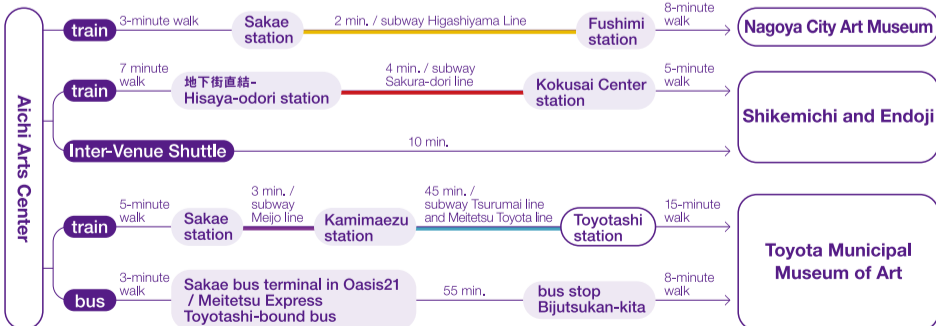 Aichi Arts Center
train
3-minute walk
Sakae
station
2 min. / subway Higashiyama Line
Fushimi
station
8-minute
walk
Nagoya City Art Museum
train
7 minute
walk
地下街直結-
Hisaya-odori station
4 min. / subway
Sakura-dori line
Kokusai Center
station
5-minute
walk
Shikemichi and Endoji
Inter-Venue Shuttle
10 min.
train
5-minute
walk
Sakae
station
3 min. /
subway
Meijo line
Kamimaezu
station
45 min. /
subway Tsurumai line
and Meitetsu Toyota line
Toyotashi
station
15-minute
walk
Toyota Municipal
Museum of Art
bus
3-minute
walk
Sakae bus terminal in Oasis21
/ Meitetsu Express
Toyotashi-bound bus
55 min.
bus stop
Bijutsukan-kita
8-minute
walk